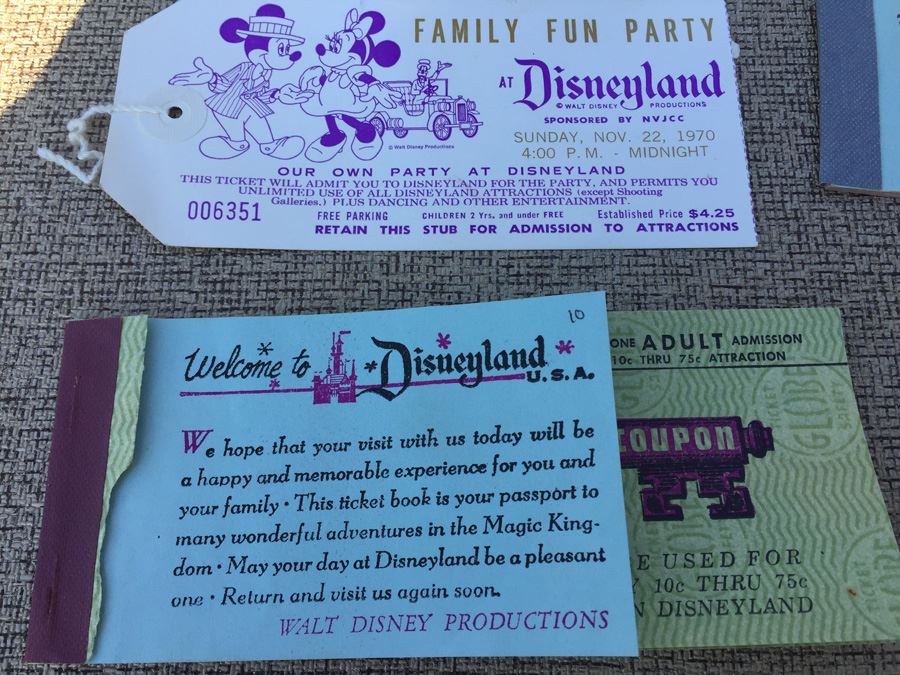 FAMILY FUN PARTY
AT Disneyland
© WALT DISNEY PRODUCTIONS
SPONSORED BY NVJCC
SUNDAY, NOV. 22, 1970
4:00 P.M. - MIDNIGHT
© Walt Disney Productions
OUR OWN PARTY AT DISNEYLAND
THIS TICKET WILL ADMIT YOU TO DISNEYLAND FOR THE PARTY, AND PERMITS YOU
UNLIMITED USE OF ALL DISNEYLAND ATTRACTIONS (except Shooting
Galleries.) PLUS DANCING AND OTHER ENTERTAINMENT.
006351
FREE PARKING CHILDREN 2 Yrs. and under FREE Established Price $4.25
RETAIN THIS STUB FOR ADMISSION TO ATTRACTIONS
10
Welcome to Disneyland
U.S.A.
We hope that your visit with us today will be
a happy and memorable experience for you and
your family • This ticket book is your passport to
many wonderful adventures in the Magic King-
dom • May your day at Disneyland be a pleasant
one • Return and visit us again soon.
WALT DISNEY PRODUCTIONS
ONE ADULT ADMISSION
10c THRU 75c ATTRACTION
COUPON
E USED FOR
10c THRU 75c
N DISNEYLAND